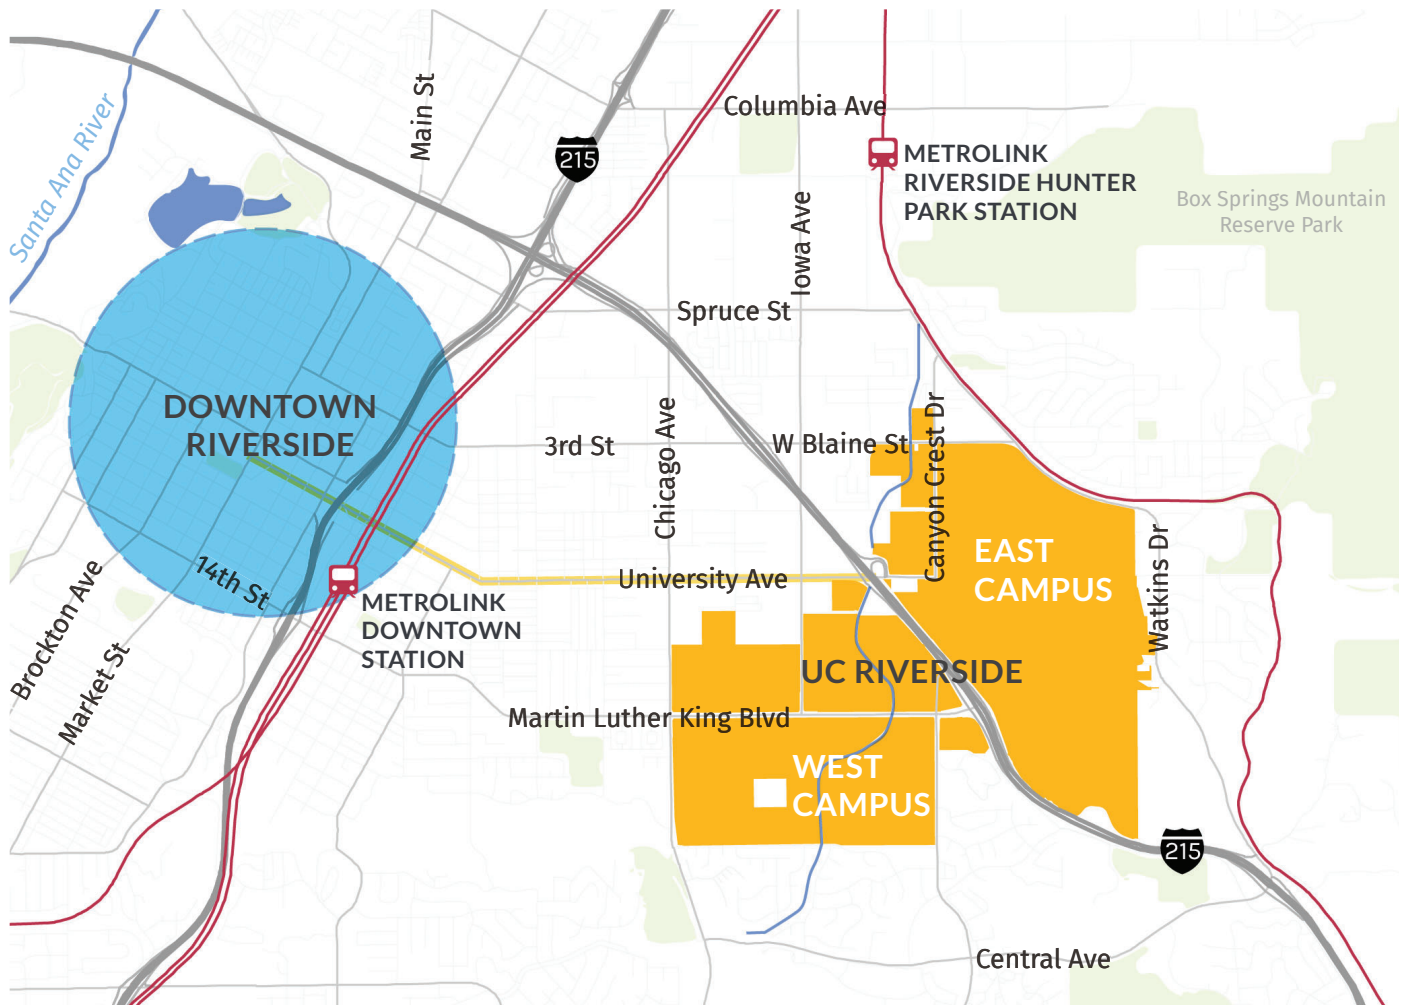 Columbia Ave
Main St
Santa Ana River
215
METROLINK
RIVERSIDE HUNTER
PARK STATION
Box Springs Mountain
Reserve Park
Iowa Ave
Spruce St
DOWNTOWN
RIVERSIDE
3rd St
Chicago Ave
W Blaine St
Canyon Crest Dr
EAST
CAMPUS
Watkins Dr
University Ave
14th St
METROLINK
DOWNTOWN
STATION
Brockton Ave
Market St
UC RIVERSIDE
Martin Luther King Blvd
WEST
CAMPUS
215
Central Ave